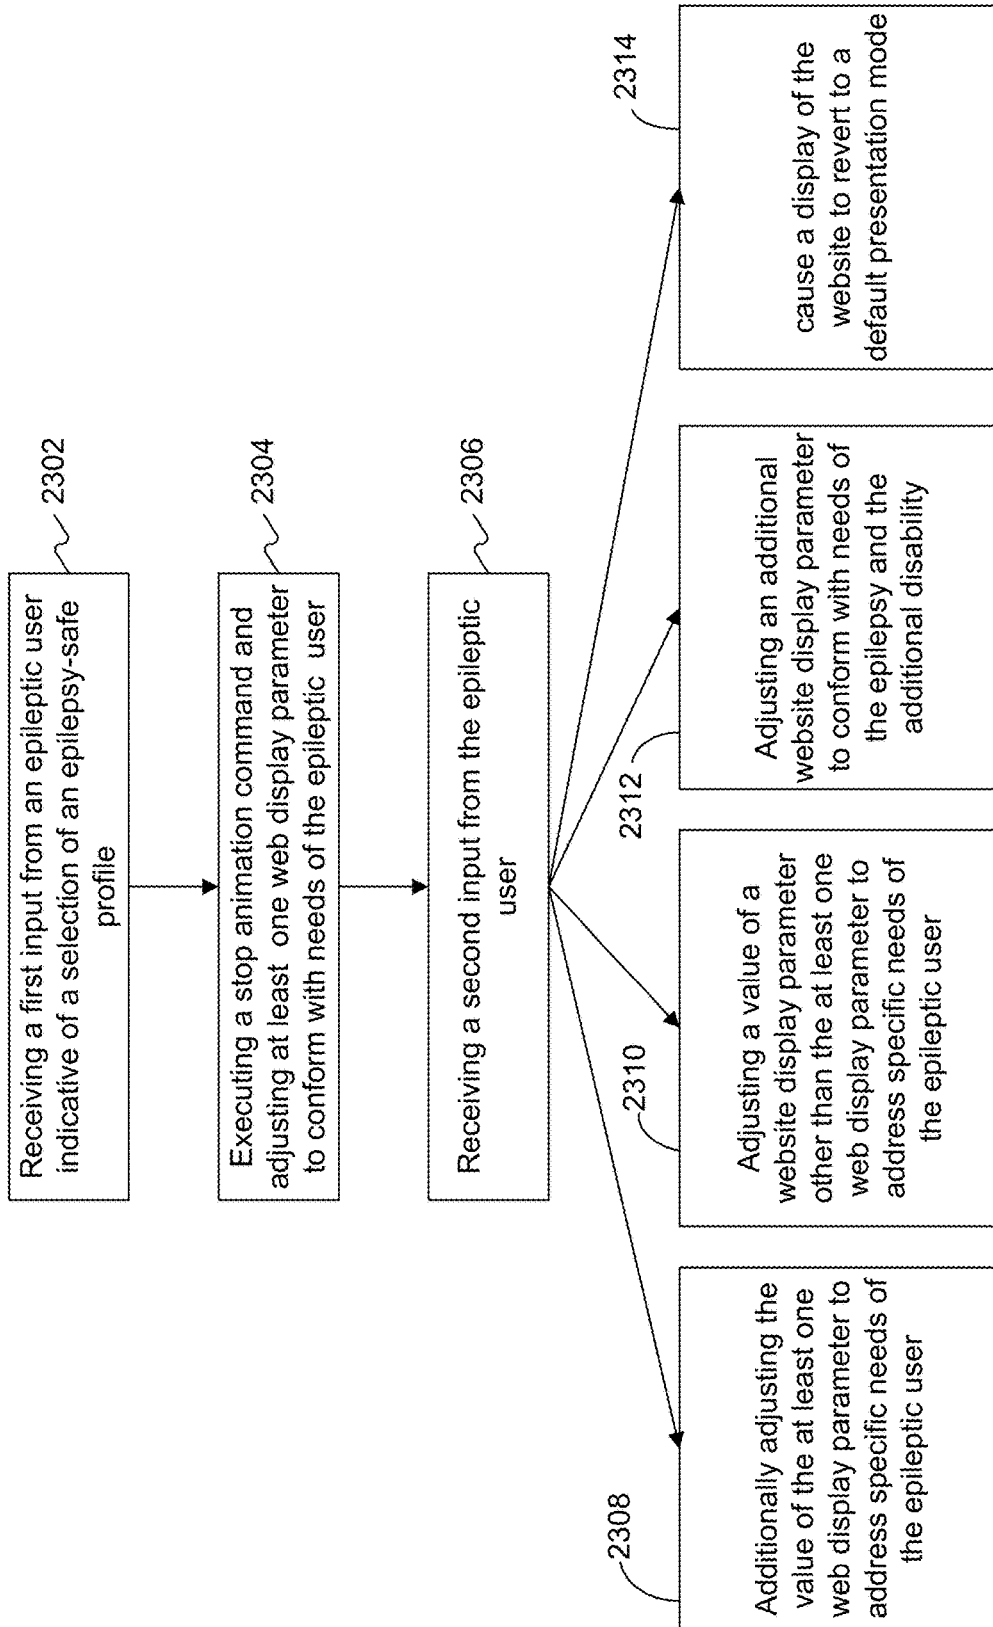 Receiving a first input from an epileptic user
indicative of a selection of an epilepsy-safe
profile
2302
Executing a stop animation command and
adjusting at least one web display parameter
to conform with needs of the epileptic user
2304
Receiving a second input from the epileptic
user
2306
2308
Additionally adjusting the
value of the at least one
web display parameter to
address specific needs of
the epileptic user
2310
Adjusting a value of a
website display parameter
other than the at least one
web display parameter to
address specific needs of
the epileptic user
2312
Adjusting an additional
website display parameter
to conform with needs of
the epilepsy and the
additional disability
2314
cause a display of the
website to revert to a
default presentation mode